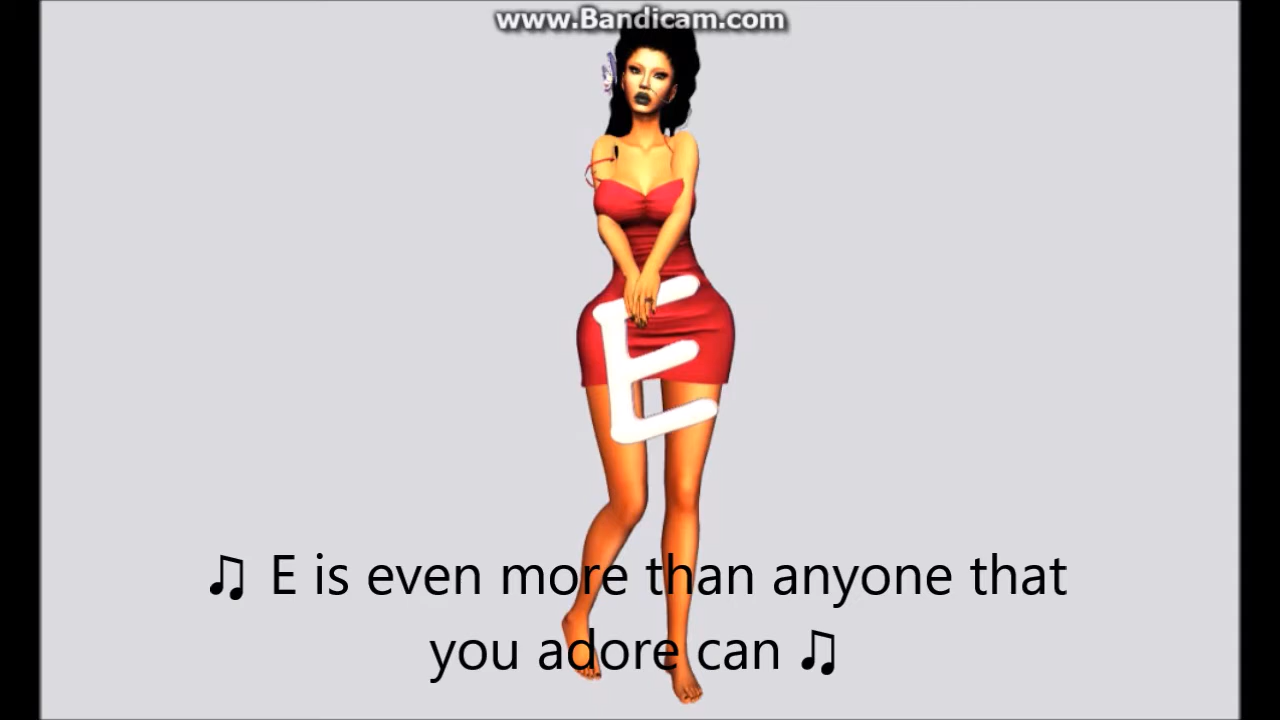 www.Bandicam.com
E
♫ E is even more than anyone that
you adore can ♫